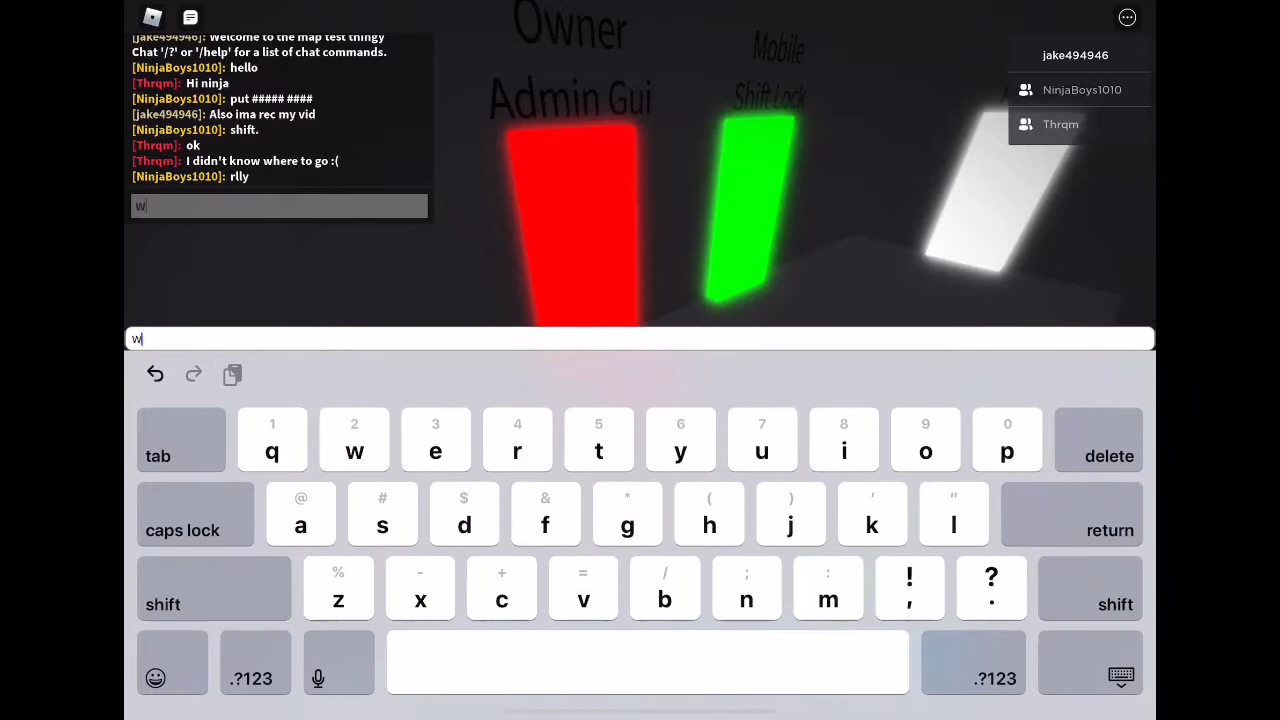 [jake494946]: Welcome to the map test thingy
Chat '/?' or '/help' for a list of chat commands.
[NinjaBoys1010]: hello
[Thrqm]: Hi ninja
[NinjaBoys1010]: put ##### ####
[jake494946]: Also ima rec my vid
[NinjaBoys1010]: shift.
[Thrqm]: ok
[Thrqm]: I didn't know where to go :(
[NinjaBoys1010]: rlly
w
Owner
Admin Gui
Mobile
Shift Lock
jake494946
NinjaBoys1010
Thrqm
w
1 2 3 4 5 6 7 8 9 0
tab q w e r t y u i o p delete
@ # $ & * ( ) ' "
caps lock a s d f g h j k l return
% - + = / ; : ! ?
shift z x c v b n m , . shift
.?123 .?123